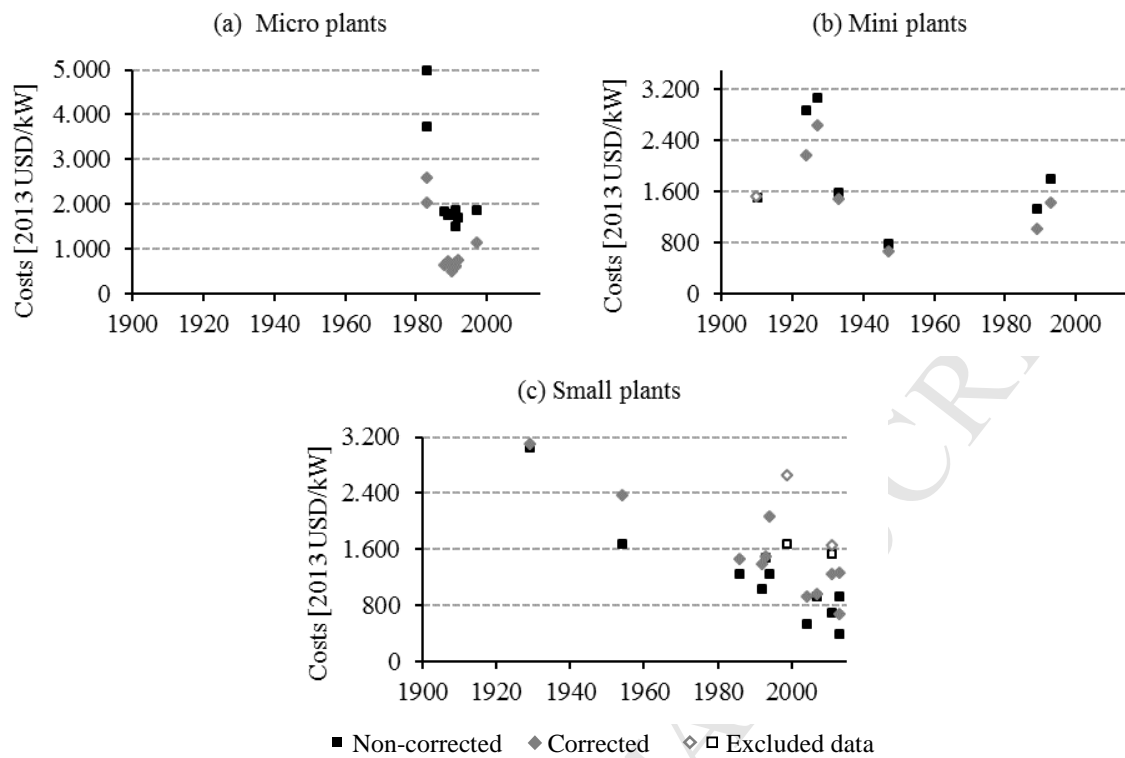 (a) Micro plants
Costs [2013 USD/kW]
5.000
4.000
3.000
2.000
1.000
0
1900 1920 1940 1960 1980 2000
(b) Mini plants
Costs [2013 USD/kW]
3.200
2.400
1.600
800
0
1900 1920 1940 1960 1980 2000
(c) Small plants
Costs [2013 USD/kW]
3.200
2.400
1.600
800
0
1900 1920 1940 1960 1980 2000
Non-corrected Corrected Excluded data